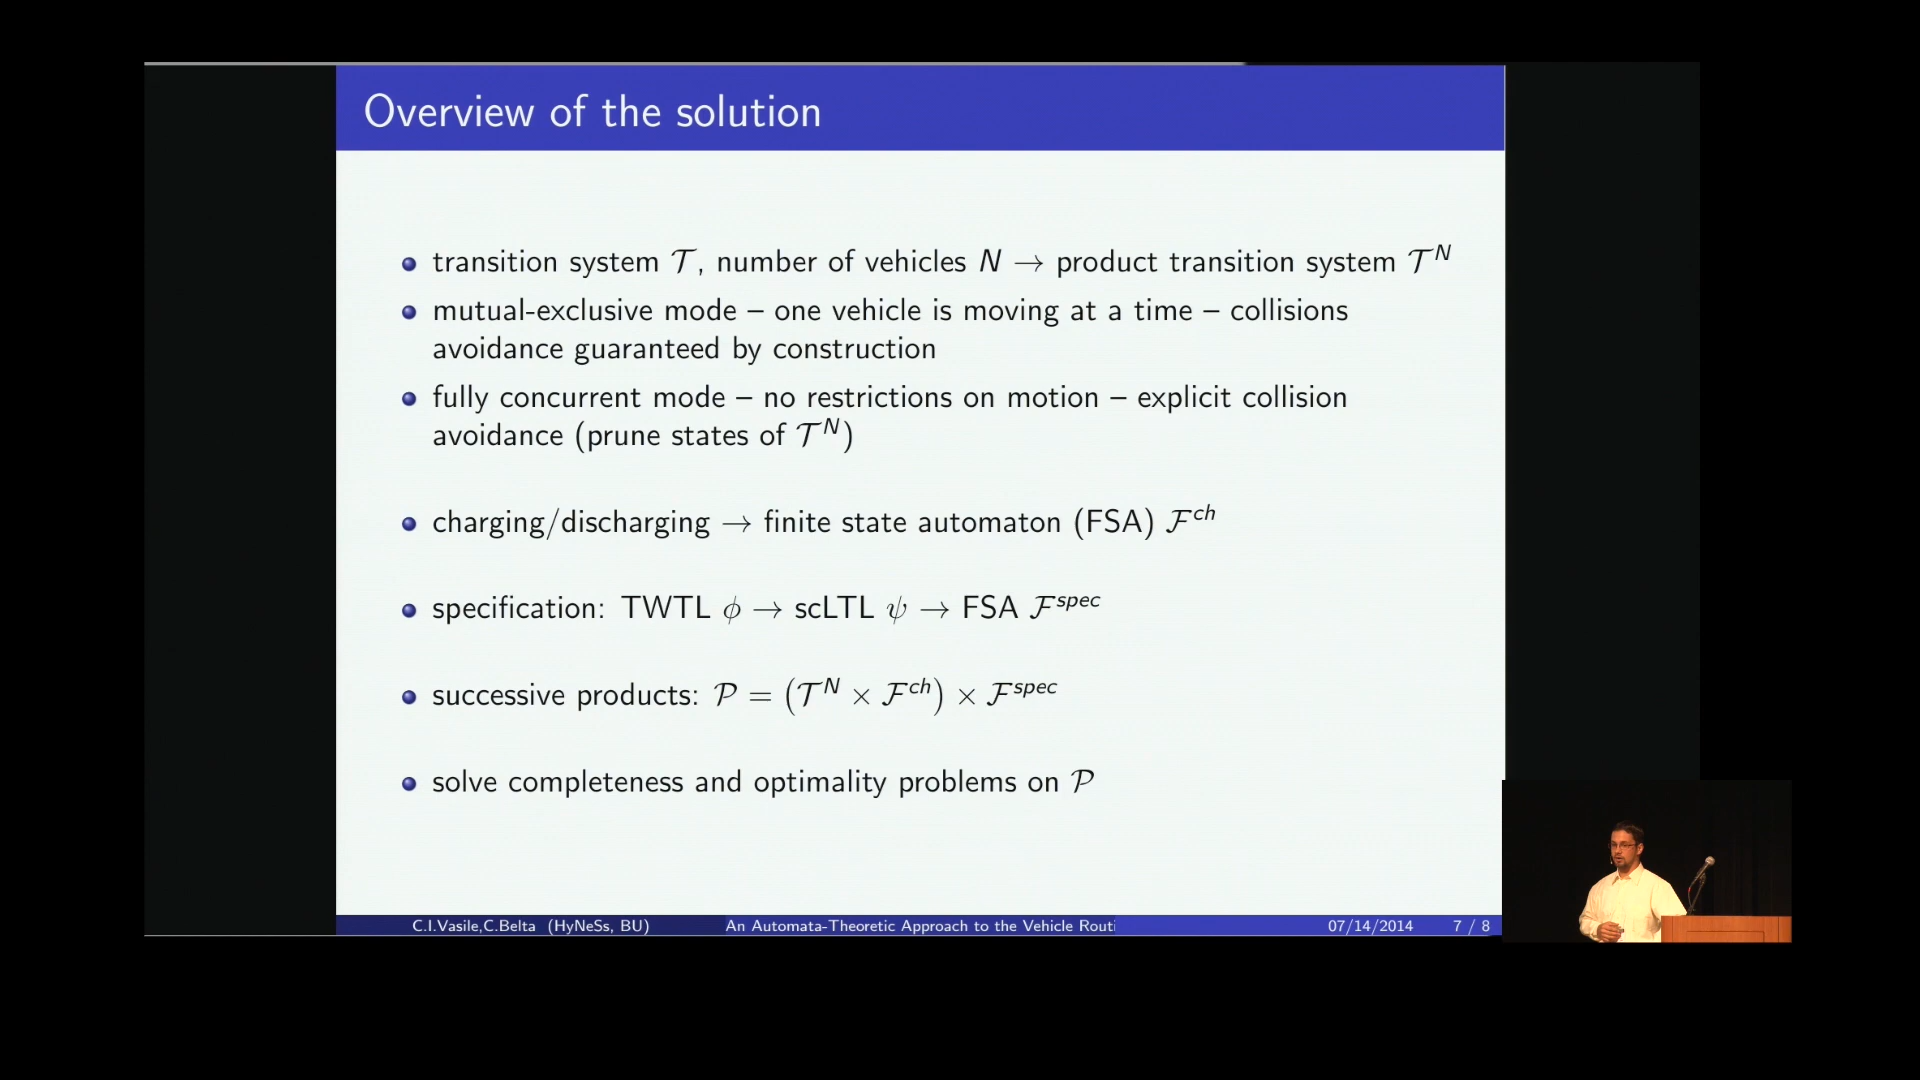 Overview of the solution
transition system 𝒯, number of vehicles N → product transition system 𝒯^N
mutual-exclusive mode – one vehicle is moving at a time – collisions
avoidance guaranteed by construction
fully concurrent mode – no restrictions on motion – explicit collision
avoidance (prune states of 𝒯^N)
charging/discharging → finite state automaton (FSA) ℱ^ch
specification: TWTL ϕ → scLTL ψ → FSA ℱ^spec
successive products: 𝒫 = (𝒯^N × ℱ^ch) × ℱ^spec
solve completeness and optimality problems on 𝒫
C.I.Vasile,C.Belta (HyNeSs, BU) An Automata-Theoretic Approach to the Vehicle Routi 07/14/2014 7 / 8